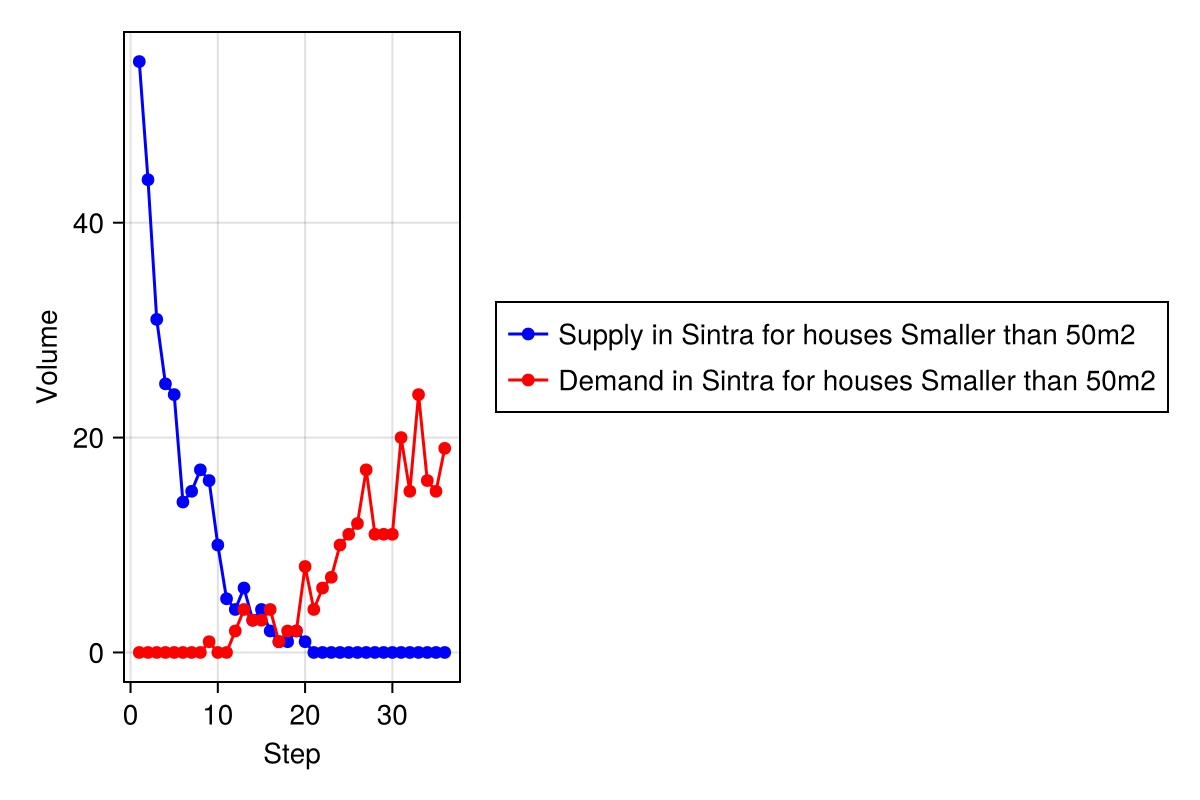 Volume
40
20
0
0 10 20 30
Step
Supply in Sintra for houses Smaller than 50m2
Demand in Sintra for houses Smaller than 50m2